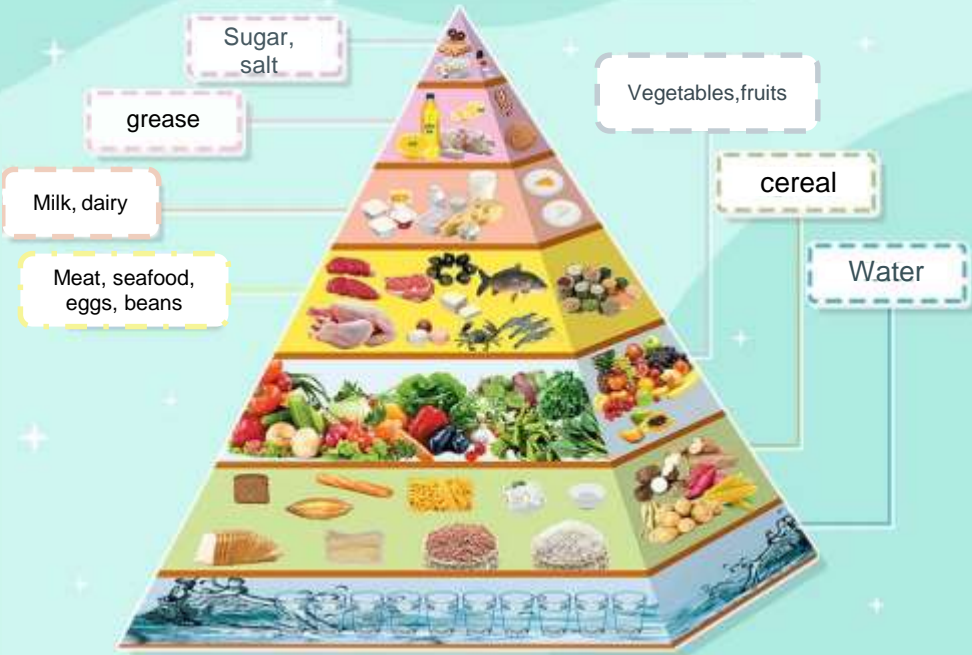 Sugar,
salt
grease
Milk, dairy
Meat, seafood,
eggs, beans
Vegetables,fruits
cereal
Water